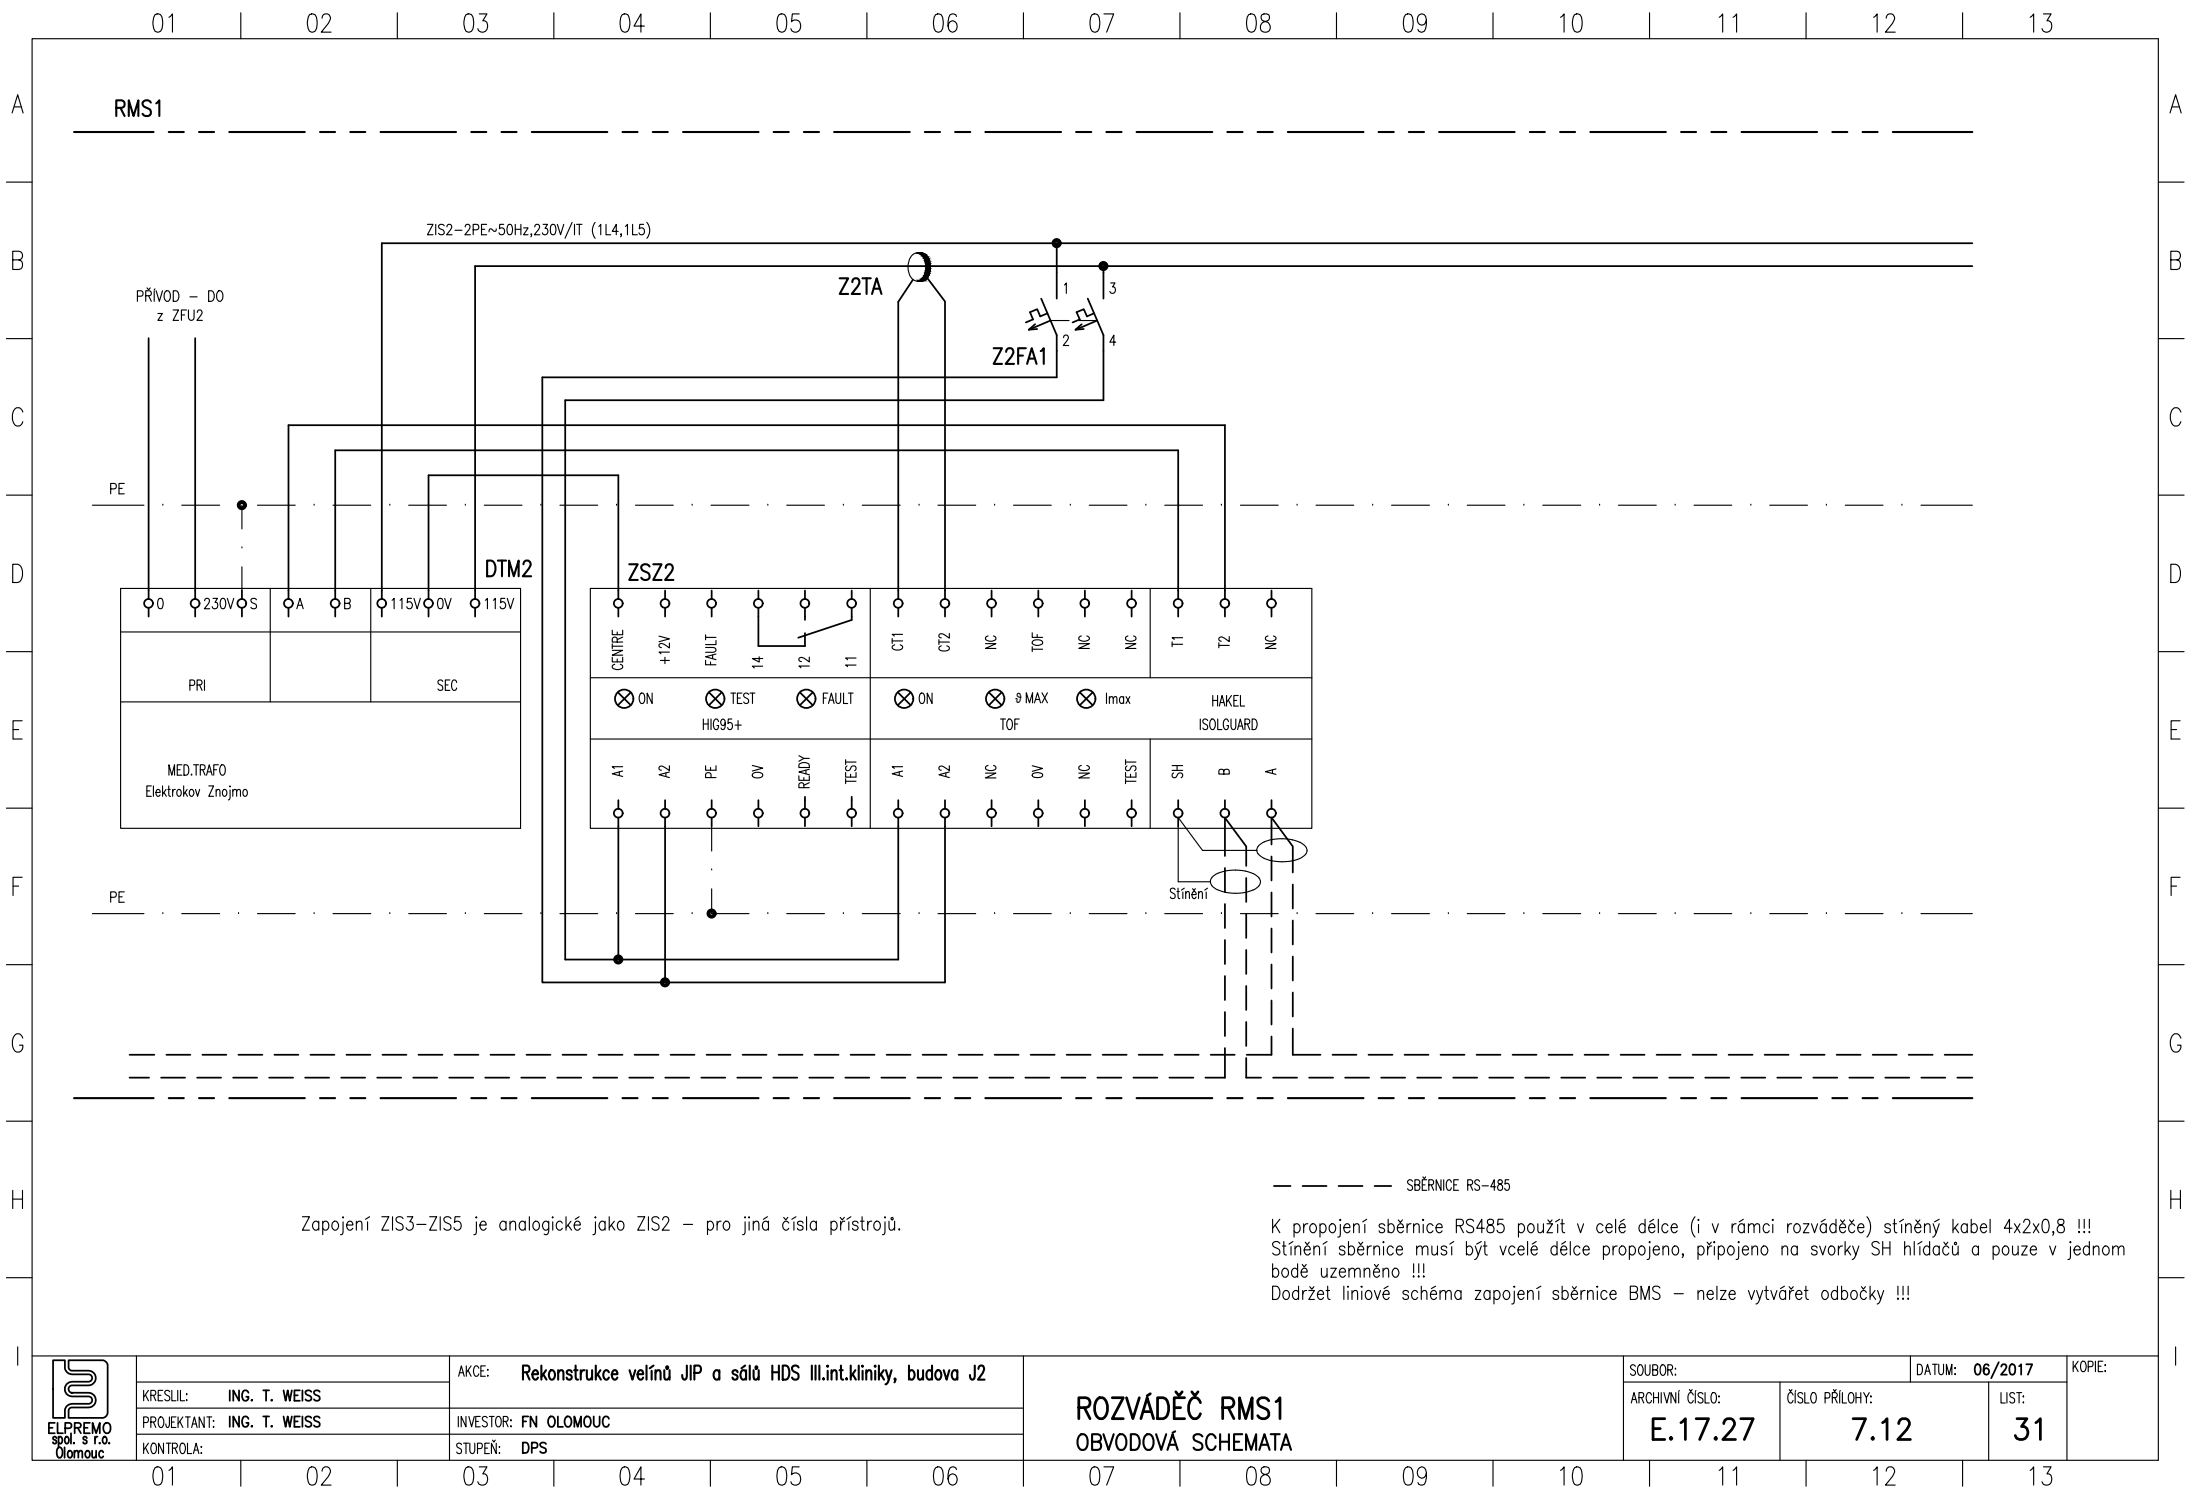 01 02 03 04 05 06 07 08 09 10 11 12 13
A A
RMS1
ZIS2-2PE~50Hz,230V/IT (1L4,1L5)
B B
Z2TA
PŘÍVOD - DO
z ZFU2
1 3
2 4
Z2FA1
C C
PE
D D
DTM2 ZSZ2
0 230V S A B 115V 0V 115V
CENTRE +12V FAULT 14 12 11 CT1 CT2 NC TOF NC NC T1 T2 NC
PRI SEC
ON TEST FAULT ON ϑ MAX Imax HAKEL
HIG95+ TOF ISOLGUARD
E E
MED.TRAFO
Elektrokov Znojmo
A1 A2 PE 0V READY TEST A1 A2 NC 0V NC TEST SH B A
F F
Stínění
PE
G G
SBĚRNICE RS-485
H H
Zapojení ZIS3-ZIS5 je analogické jako ZIS2 - pro jiná čísla přístrojů.
K propojení sběrnice RS485 použít v celé délce (i v rámci rozváděče) stíněný kabel 4x2x0,8 !!!
Stínění sběrnice musí být vcelé délce propojeno, připojeno na svorky SH hlídačů a pouze v jednom
bodě uzemněno !!!
Dodržet liniové schéma zapojení sběrnice BMS - nelze vytvářet odbočky !!!
I I
ELPREMO
spol. s r.o.
Olomouc
KRESLIL: ING. T. WEISS
PROJEKTANT: ING. T. WEISS
KONTROLA:
AKCE: Rekonstrukce velínů JIP a sálů HDS III.int.kliniky, budova J2
INVESTOR: FN OLOMOUC
STUPEŇ: DPS
ROZVÁDĚČ RMS1
OBVODOVÁ SCHEMATA
SOUBOR: DATUM: 06/2017 KOPIE:
ARCHIVNÍ ČÍSLO: ČÍSLO PŘÍLOHY: LIST:
E.17.27 7.12 31
01 02 03 04 05 06 07 08 09 10 11 12 13